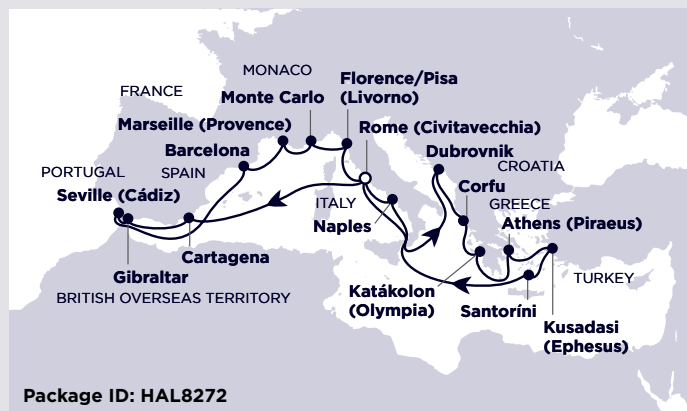 MONACO
FRANCE
Monte Carlo
Florence/Pisa
(Livorno)
Marseille (Provence)
Rome (Civitavecchia)
Barcelona
Dubrovnik
PORTUGAL
SPAIN
CROATIA
Seville (Cádiz)
Corfu
ITALY
GREECE
Naples
Athens (Piraeus)
Cartagena
Gibraltar
BRITISH OVERSEAS TERRITORY
Katákolon
(Olympia)
Santoríni
TURKEY
Kusadasi
(Ephesus)
Package ID: HAL8272